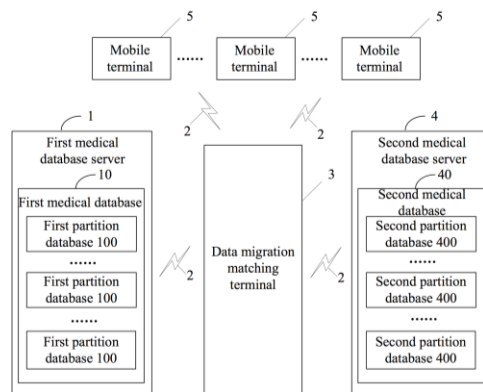 5
5
5
Mobile
terminal
......
Mobile
terminal
......
Mobile
terminal
1
2
2
4
First medical
database server
10
First medical database
First partition
database 100
......
First partition
database 100
......
First partition
database 100
2
3
Data migration
matching
terminal
2
Second medical
database server
40
Second medical
database
Second partition
database 400
......
Second partition
database 400
......
Second partition
database 400